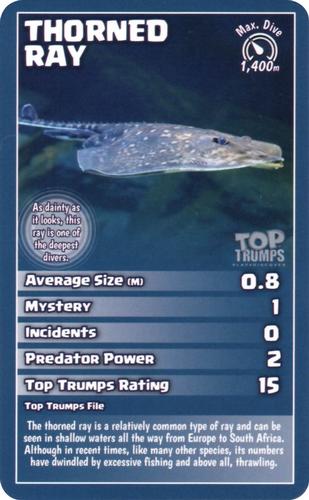 THORNED
RAY
Max. Dive
1,400m
As dainty as
it looks, this
ray is one of
the deepest
divers.
TOP
TRUMPS
Average Size (M) 0.8
Mystery 1
Incidents 0
Predator Power 2
Top Trumps Rating 15
Top Trumps File
The thorned ray is a relatively common type of ray and can be
seen in shallow waters all the way from Europe to South Africa.
Although in recent times, like many other species, its numbers
have dwindled by excessive fishing and above all, thrawling.